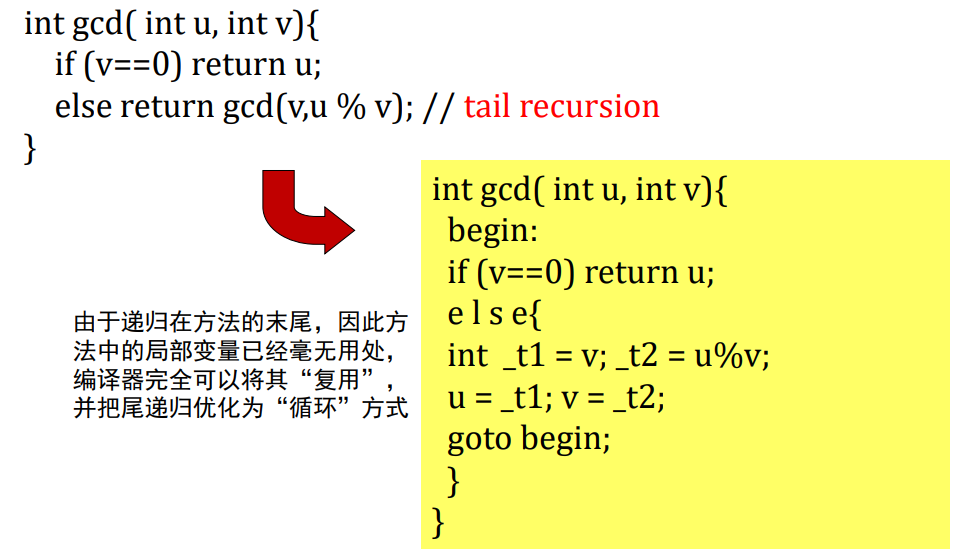 int gcd( int u, int v){
if (v==0) return u;
else return gcd(v,u % v); // tail recursion
}
由于递归在方法的末尾，因此方
法中的局部变量已经毫无用处，
编译器完全可以将其“复用”，
并把尾递归优化为“循环”方式
int gcd( int u, int v){
begin:
if (v==0) return u;
e l s e{
int _t1 = v; _t2 = u%v;
u = _t1; v = _t2;
goto begin;
}
}